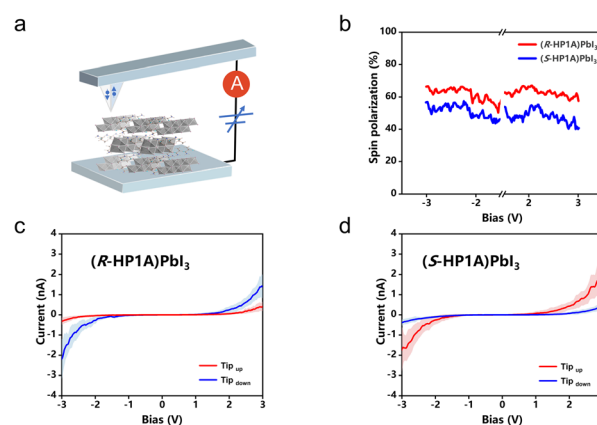 a
A
b
(R-HP1A)PbI3
(S-HP1A)PbI3
Spin polarization (%)
100
80
60
40
20
0
-3 -2 2 3
Bias (V)
c
(R-HP1A)PbI3
Current (nA)
4
3
2
1
0
-1
-2
-3
-4
Tip up
Tip down
-3 -2 -1 0 1 2 3
Bias (V)
d
(S-HP1A)PbI3
Current (nA)
4
3
2
1
0
-1
-2
-3
-4
Tip up
Tip down
-3 -2 -1 0 1 2
Bias (V)